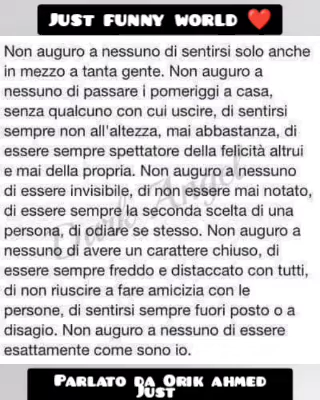 JUST FUNNY WORLD ❤️
Non auguro a nessuno di sentirsi solo anche
in mezzo a tanta gente. Non auguro a
nessuno di passare i pomeriggi a casa,
senza qualcuno con cui uscire, di sentirsi
sempre non all'altezza, mai abbastanza, di
essere sempre spettatore della felicità altrui
e mai della propria. Non auguro a nessuno
di essere invisibile, di non essere mai notato,
di essere sempre la seconda scelta di una
persona, di odiare se stesso. Non auguro a
nessuno di avere un carattere chiuso, di
essere sempre freddo e distaccato con tutti,
di non riuscire a fare amicizia con le
persone, di sentirsi sempre fuori posto o a
disagio. Non auguro a nessuno di essere
esattamente come sono io.
PARLATO DA ORIK AHMED
JUST